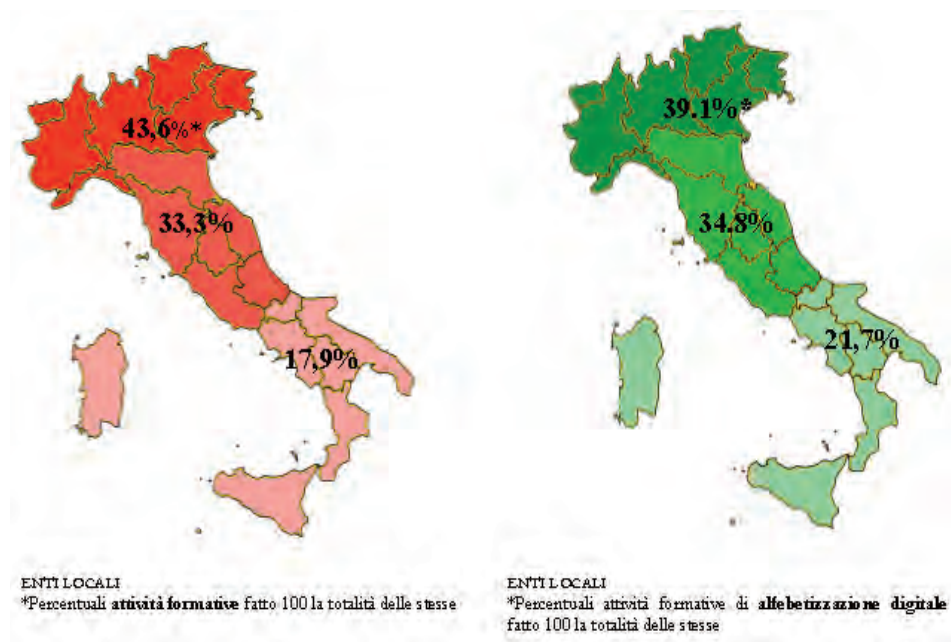 43,6%*
33,3%
17,9%
ENTI LOCALI
*Percentuali attività formative fatto 100 la totalità delle stesse
39.1%*
34.8%
21,7%
ENTI LOCALI
*Percentuali attività formative di alfebetizzazione digitale
fatto 100 la totalità delle stesse